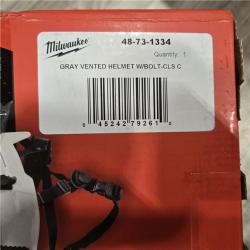 Milwaukee
48-73-1334
Quantity: 1
GRAY VENTED HELMET W/BOLT-CLS C
0 45242 79261 0